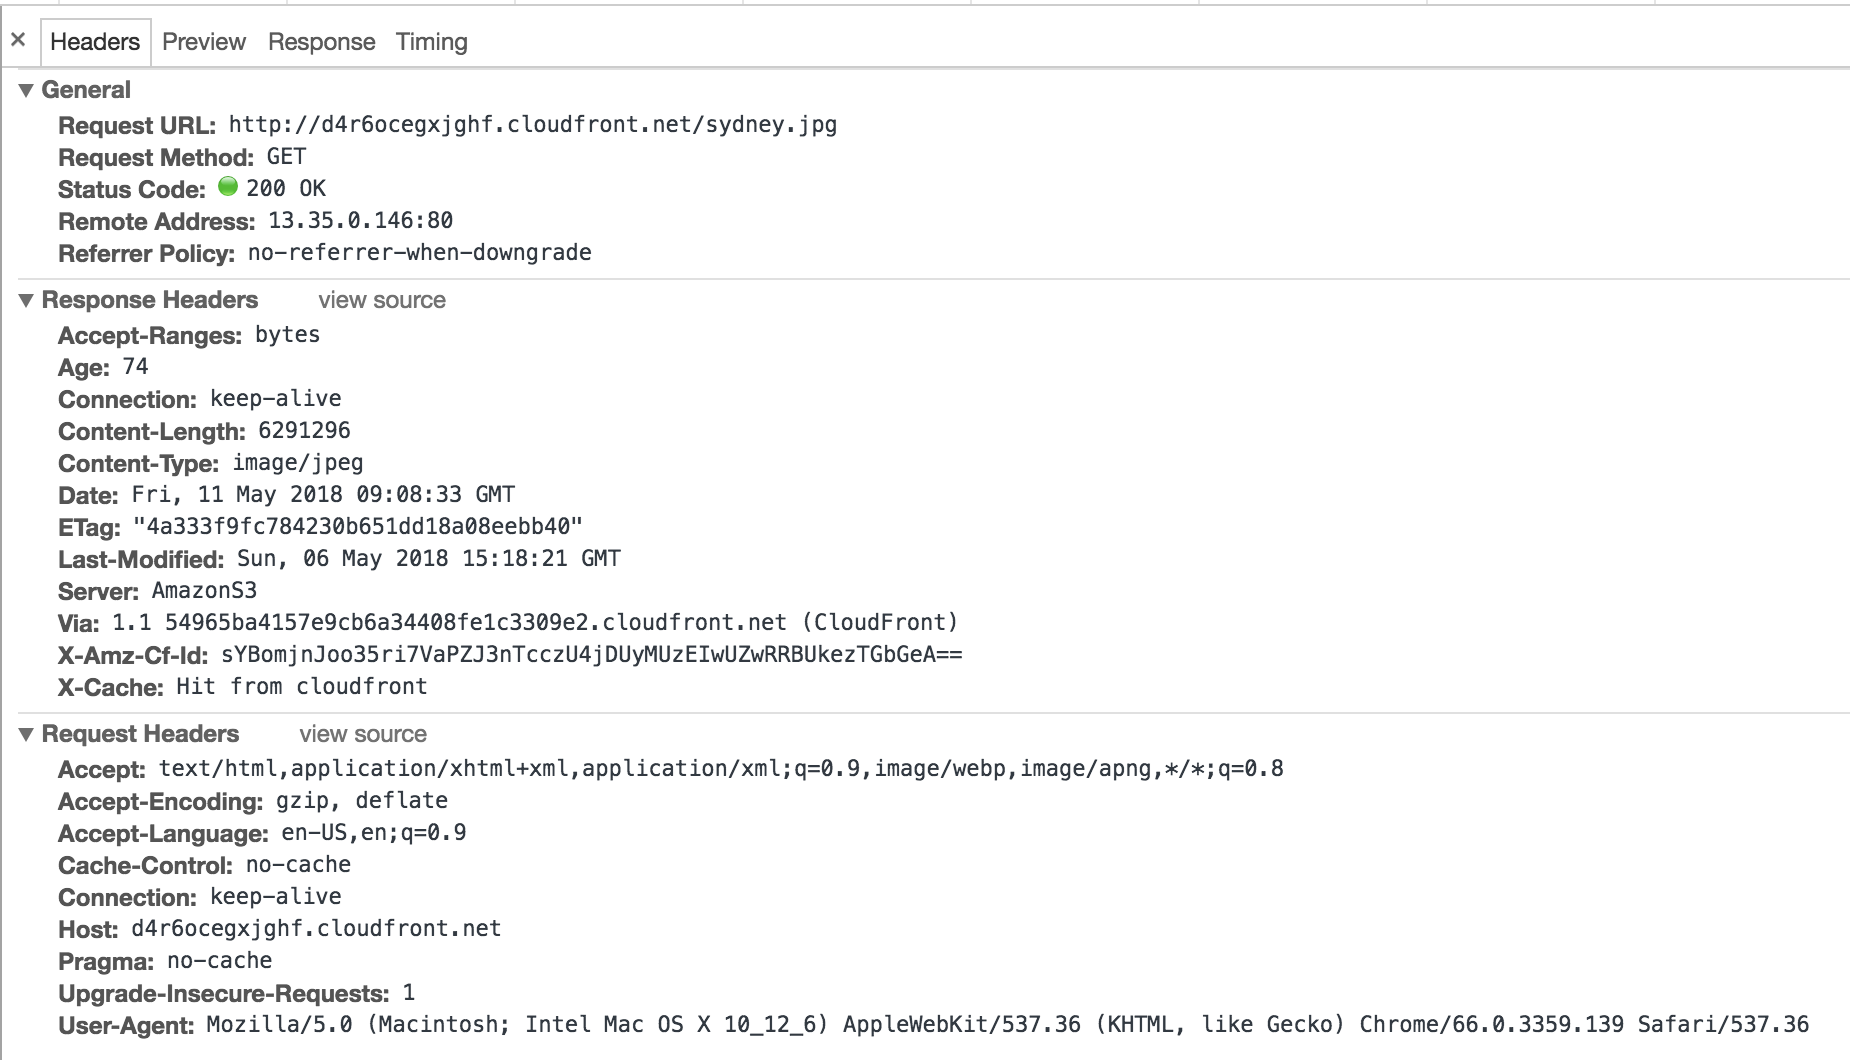 × Headers Preview Response Timing
▼ General
Request URL: http://d4r6ocegxjghf.cloudfront.net/sydney.jpg
Request Method: GET
Status Code: 200 OK
Remote Address: 13.35.0.146:80
Referrer Policy: no-referrer-when-downgrade
▼ Response Headers view source
Accept-Ranges: bytes
Age: 74
Connection: keep-alive
Content-Length: 6291296
Content-Type: image/jpeg
Date: Fri, 11 May 2018 09:08:33 GMT
ETag: "4a333f9fc784230b651dd18a08eebb40"
Last-Modified: Sun, 06 May 2018 15:18:21 GMT
Server: AmazonS3
Via: 1.1 54965ba4157e9cb6a34408fe1c3309e2.cloudfront.net (CloudFront)
X-Amz-Cf-Id: sYBomjnJoo35ri7VaPZJ3nTcczU4jDUyMUzEIwUZwRRBUkezTGbGeA==
X-Cache: Hit from cloudfront
▼ Request Headers view source
Accept: text/html,application/xhtml+xml,application/xml;q=0.9,image/webp,image/apng,*/*;q=0.8
Accept-Encoding: gzip, deflate
Accept-Language: en-US,en;q=0.9
Cache-Control: no-cache
Connection: keep-alive
Host: d4r6ocegxjghf.cloudfront.net
Pragma: no-cache
Upgrade-Insecure-Requests: 1
User-Agent: Mozilla/5.0 (Macintosh; Intel Mac OS X 10_12_6) AppleWebKit/537.36 (KHTML, like Gecko) Chrome/66.0.3359.139 Safari/537.36